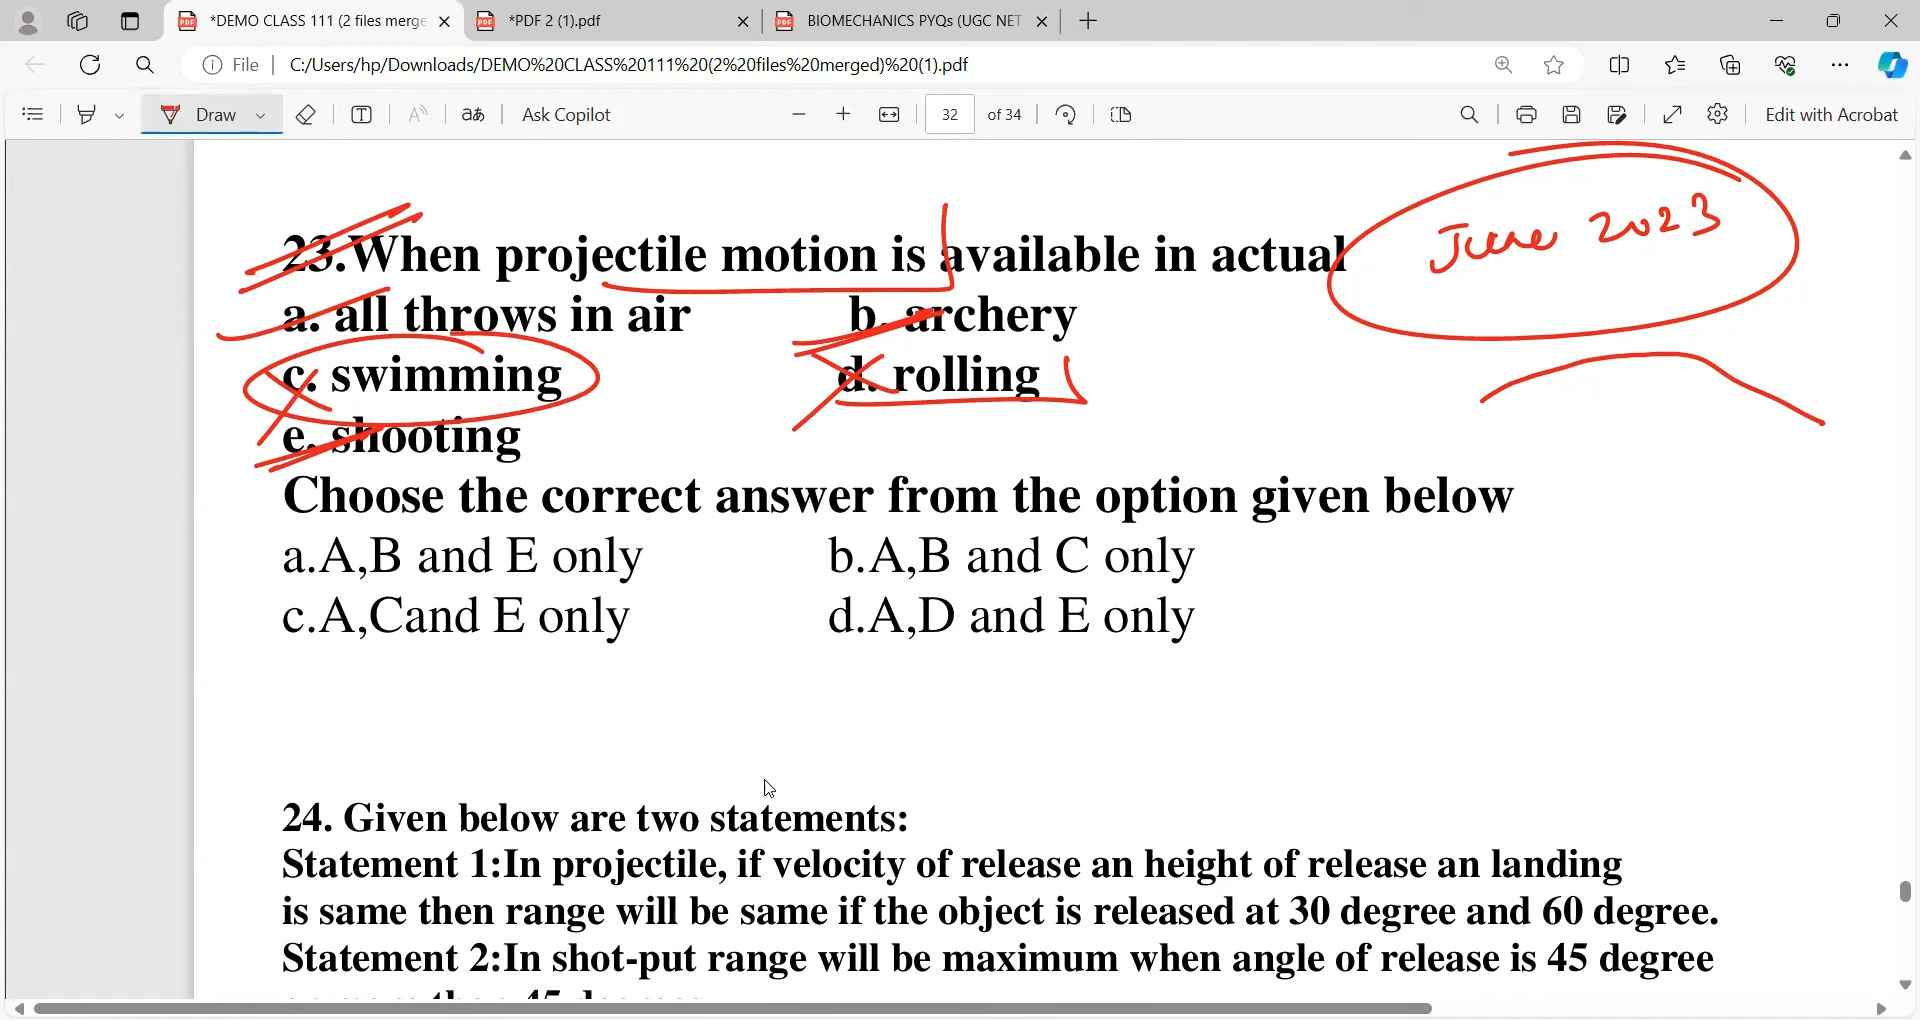 *DEMO CLASS 111 (2 files merge
*PDF 2 (1).pdf
BIOMECHANICS PYQs (UGC NET
File
C:/Users/hp/Downloads/DEMO%20CLASS%20111%20(2%20files%20merged)%20(1).pdf
Draw
Ask Copilot
32 of 34
Edit with Acrobat
June 2023
23.When projectile motion is available in actual
a. all throws in air b. archery
c. swimming d. rolling
e. shooting
Choose the correct answer from the option given below
a.A,B and E only b.A,B and C only
c.A,Cand E only d.A,D and E only
24. Given below are two statements:
Statement 1:In projectile, if velocity of release an height of release an landing
is same then range will be same if the object is released at 30 degree and 60 degree.
Statement 2:In shot-put range will be maximum when angle of release is 45 degree